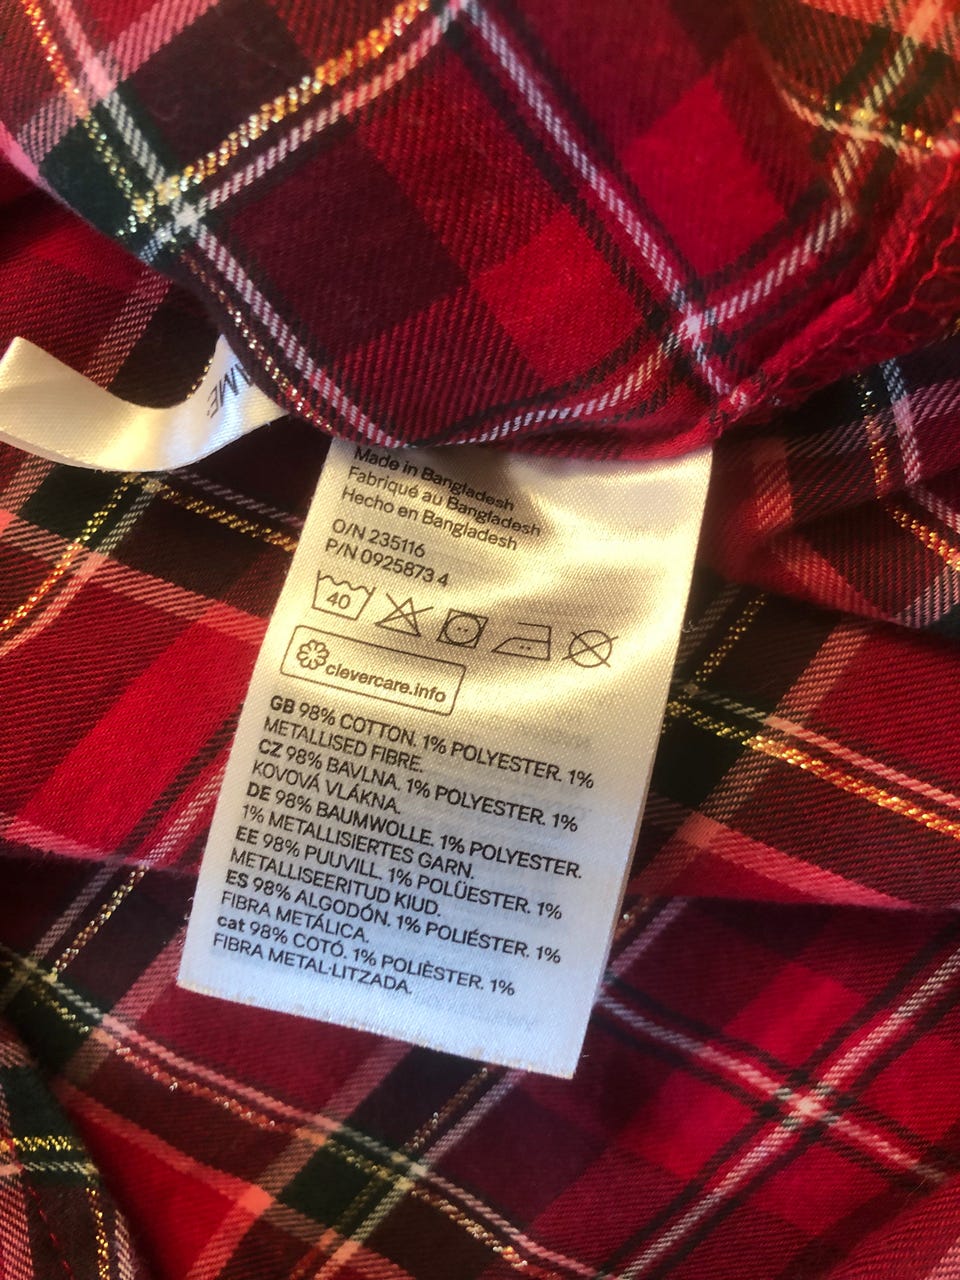 AME:
Made in Bangladesh
Fabriqué au Bangladesh
Hecho en Bangladesh
O/N 235116
P/N 0925873 4
40
clevercare.info
GB 98% COTTON. 1% POLYESTER. 1%
METALLISED FIBRE.
CZ 98% BAVLNA. 1% POLYESTER. 1%
KOVOVÁ VLÁKNA.
DE 98% BAUMWOLLE. 1% POLYESTER.
1% METALLISIERTES GARN.
EE 98% PUUVILL. 1% POLÜESTER. 1%
METALLISEERITUD KIUD.
ES 98% ALGODÓN. 1% POLIÉSTER. 1%
FIBRA METÁLICA.
cat 98% COTÓ. 1% POLIÈSTER. 1%
FIBRA METAL·LITZADA.